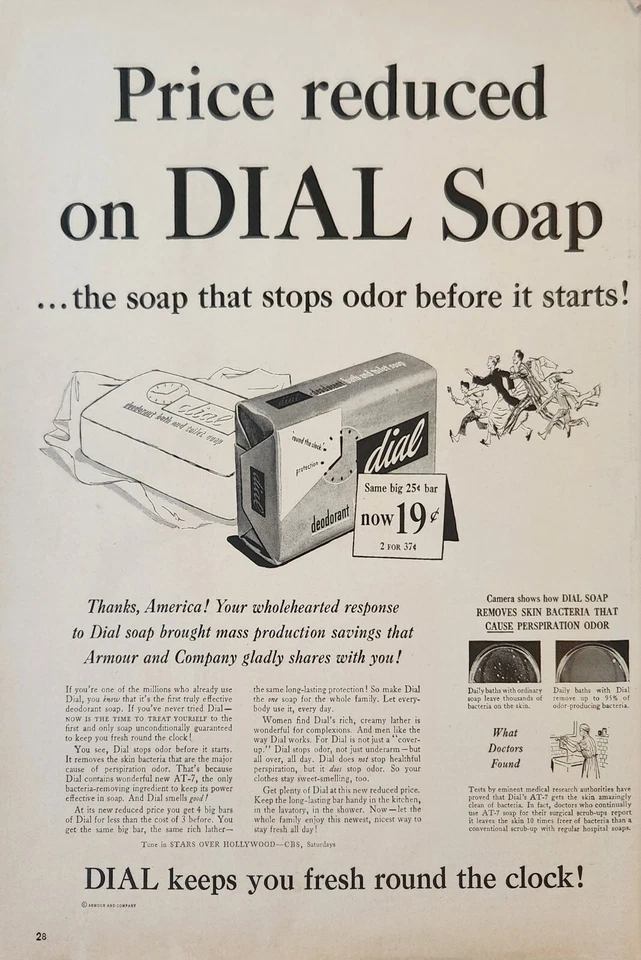 Price reduced
on DIAL Soap
...the soap that stops odor before it starts!
dial
deodorant bath and toilet soap
deodorant bath and toilet soap
round the clock
protection
dial
dial
deodorant
Same big 25¢ bar
now 19¢
2 FOR 37¢
Thanks, America! Your wholehearted response
to Dial soap brought mass production savings that
Armour and Company gladly shares with you!
If you're one of the millions who already use
Dial, you know that it's the first truly effective
deodorant soap. If you've never tried Dial—
NOW IS THE TIME TO TREAT YOURSELF to the
first and only soap unconditionally guaranteed
to keep you fresh round the clock!
You see, Dial stops odor before it starts.
It removes the skin bacteria that are the major
cause of perspiration odor. That's because
Dial contains wonderful new AT-7, the only
bacteria-removing ingredient to keep its power
effective in soap. And Dial smells good!
At its new reduced price you get 4 big bars
of Dial for less than the cost of 3 before. You
get the same big bar, the same rich lather—
the same long-lasting protection! So make Dial
the one soap for the whole family. Let every-
body use it, every day.
Women find Dial's rich, creamy lather is
wonderful for complexions. And men like the
way Dial works. For Dial is not just a "cover-
up." Dial stops odor, not just underarm—but
all over, all day. Dial does not stop healthful
perspiration, but it does stop odor. So your
clothes stay sweet-smelling, too.
Get plenty of Dial at this new reduced price.
Keep the long-lasting bar handy in the kitchen,
in the lavatory, in the shower. Now—let the
whole family enjoy this newest, nicest way to
stay fresh all day!
Tune in STARS OVER HOLLYWOOD—CBS, Saturdays
Camera shows how DIAL SOAP
REMOVES SKIN BACTERIA THAT
CAUSE PERSPIRATION ODOR
Daily baths with ordinary
soap leave thousands of
bacteria on the skin.
Daily baths with Dial
remove up to 95% of
odor-producing bacteria.
What
Doctors
Found
Tests by eminent medical research authorities have
proved that Dial's AT-7 gets the skin amazingly
clean of bacteria. In fact, doctors who continually
use AT-7 soap for their surgical scrub-ups report
it leaves the skin 10 times freer of bacteria than a
conventional scrub-up with regular hospital soaps.
DIAL keeps you fresh round the clock!
© ARMOUR AND COMPANY
28